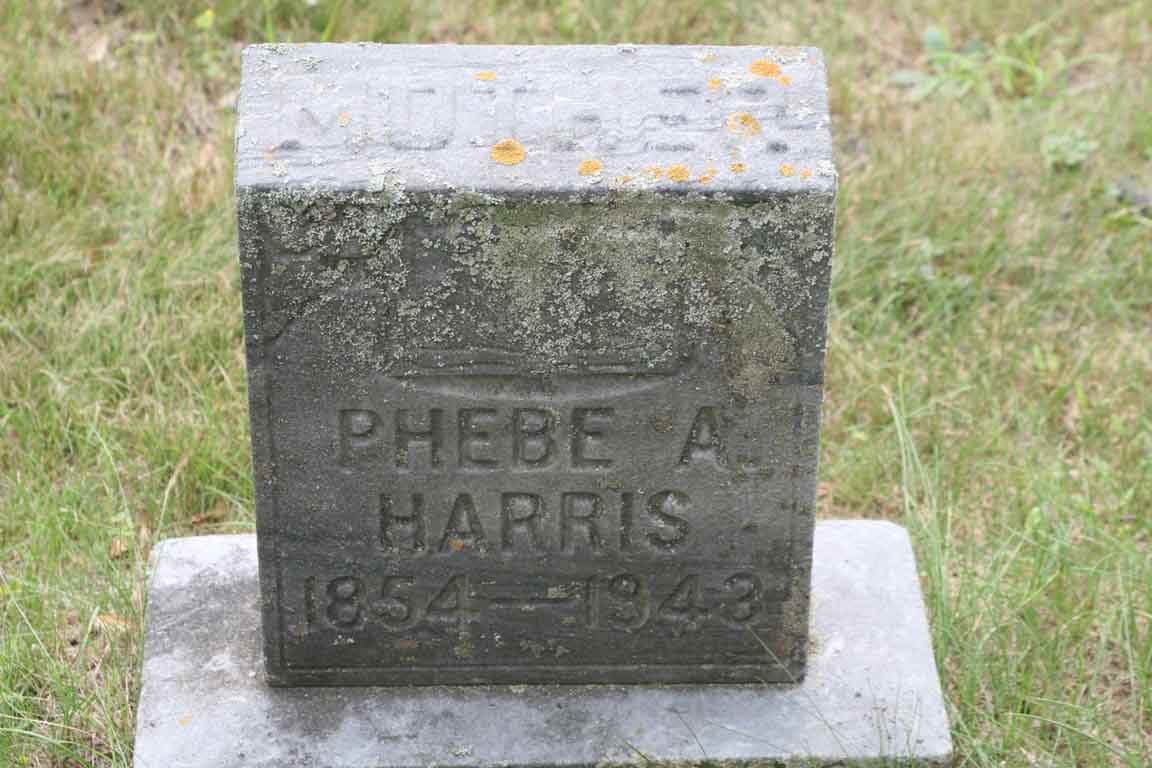 MOTHER
PHEBE A.
HARRIS
1854—1943